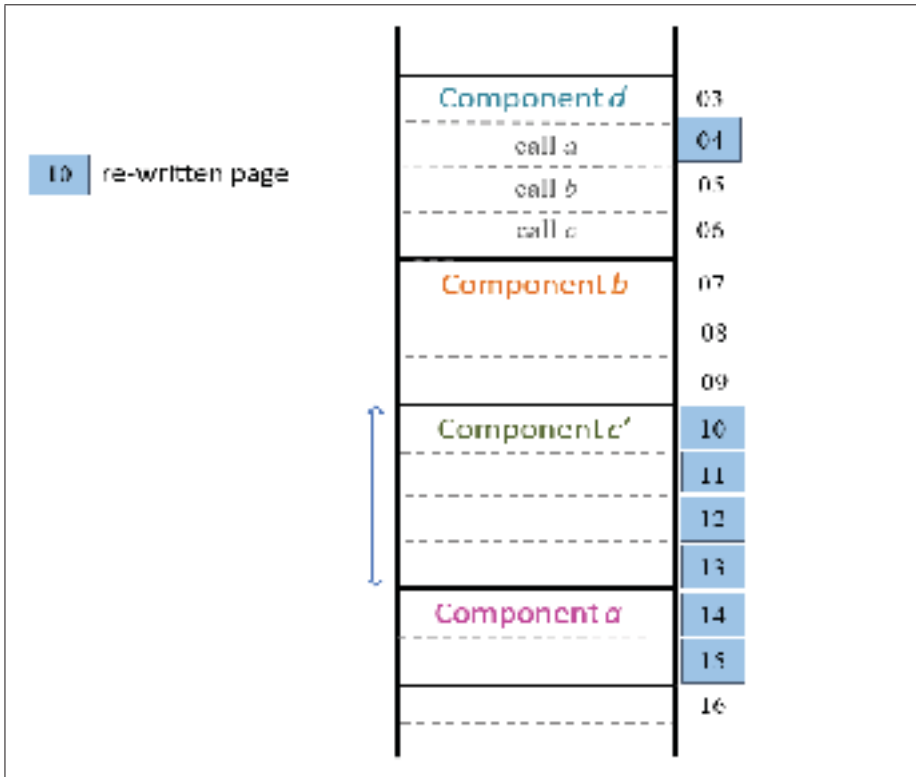 Component d 03
call a 04
10 re-written page
call b 05
call c 06
Component b 07
08
09
Component c′ 10
11
12
13
Component a 14
15
16